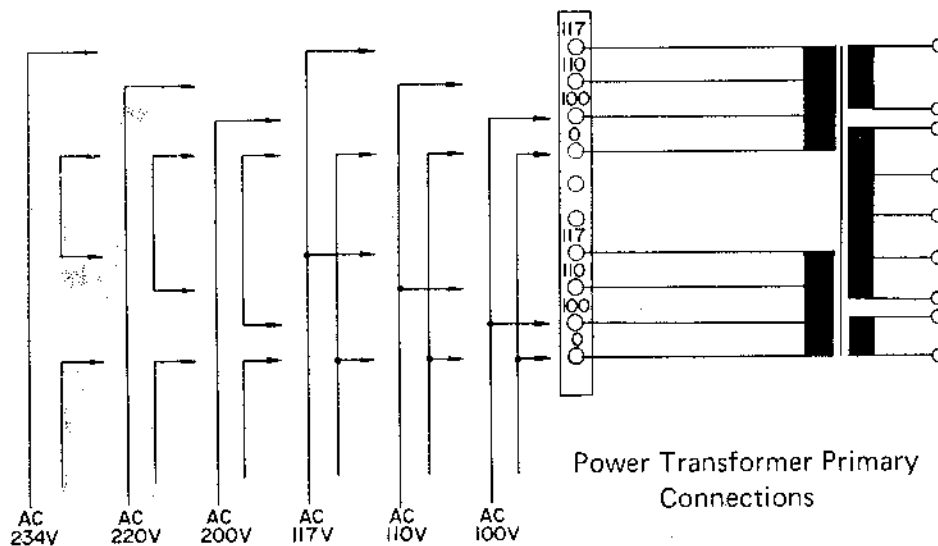 117
110
100
0
117
110
100
0
Power Transformer Primary
Connections
AC
234V
AC
220V
AC
200V
AC
117V
AC
110V
AC
100V